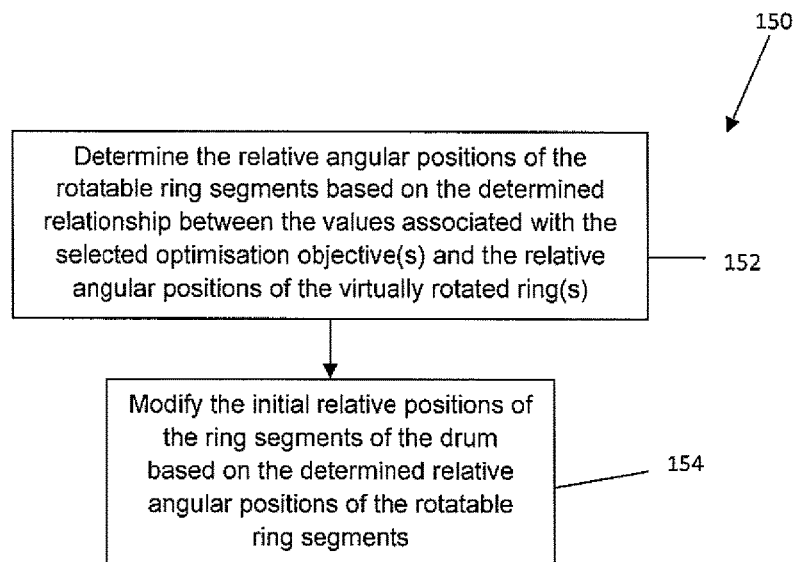 150
Determine the relative angular positions of the
rotatable ring segments based on the determined
relationship between the values associated with the
selected optimisation objective(s) and the relative
angular positions of the virtually rotated ring(s)
152
Modify the initial relative positions of
the ring segments of the drum
based on the determined relative
angular positions of the rotatable
ring segments
154